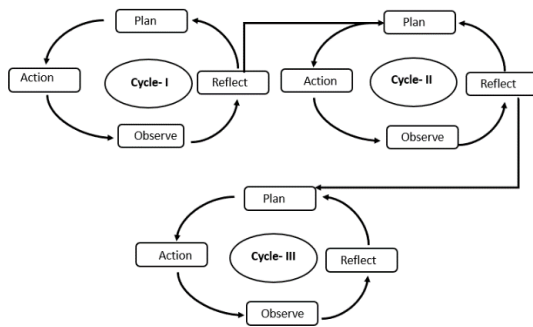 Plan
Action
Cycle- I
Reflect
Observe
Plan
Action
Cycle- II
Reflect
Observe
Plan
Action
Cycle- III
Reflect
Observe